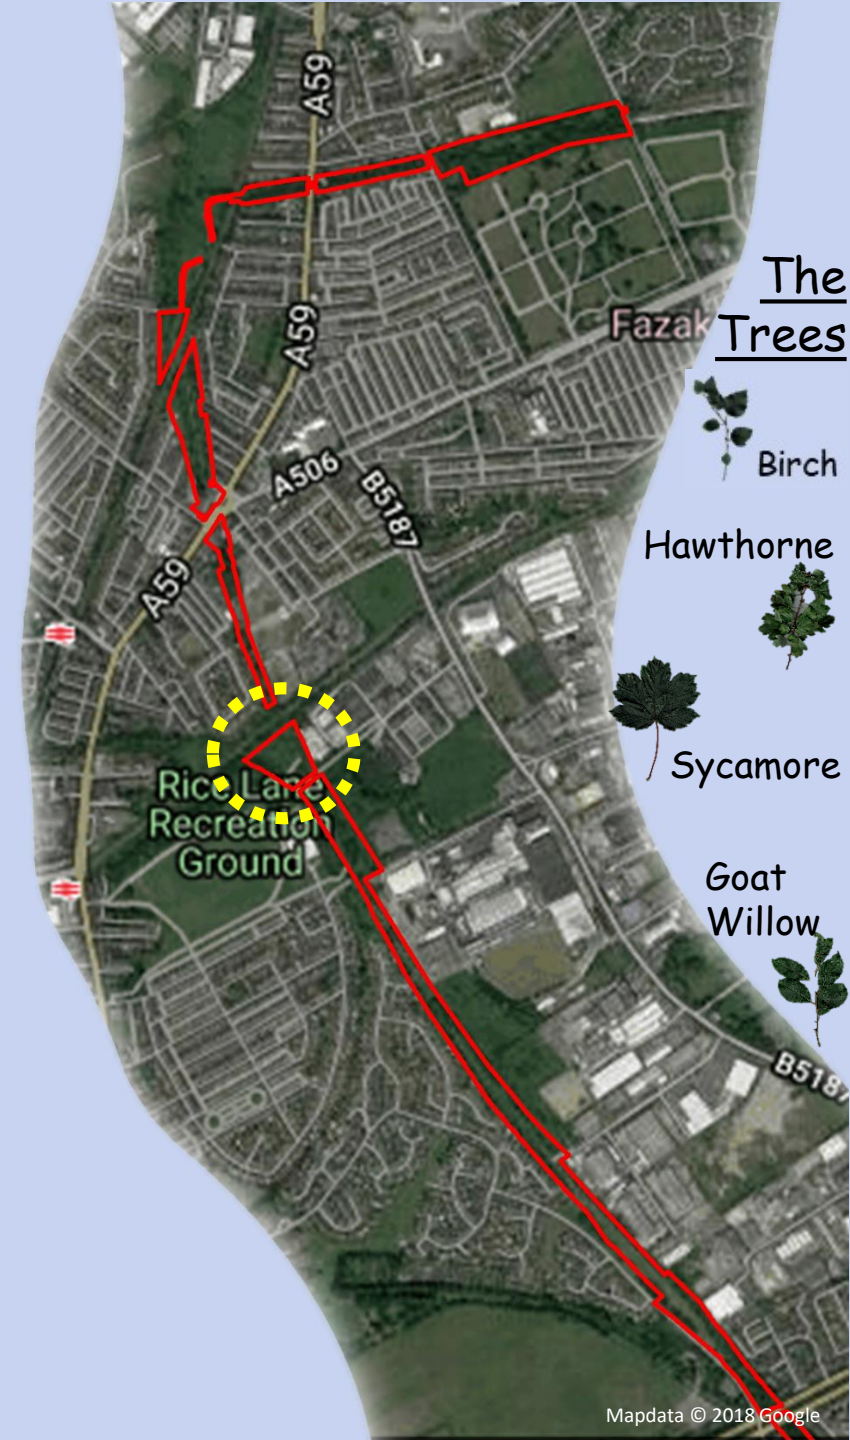 A59
The
Fazak
Trees
A59
Birch
A506
B5187
Hawthorne
A59
Sycamore
Rice Lane
Recreation
Ground
Goat
Willow
B5187
Mapdata © 2018 Google